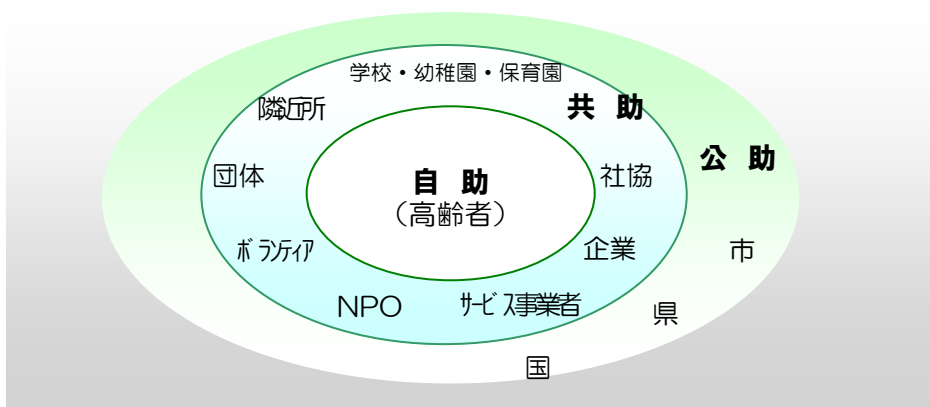 学校・幼稚園・保育園
隣近所
共 助
公 助
団体
自 助
社協
（高齢者）
ボランティア
企業
市
NPO
サービス事業者
県
国